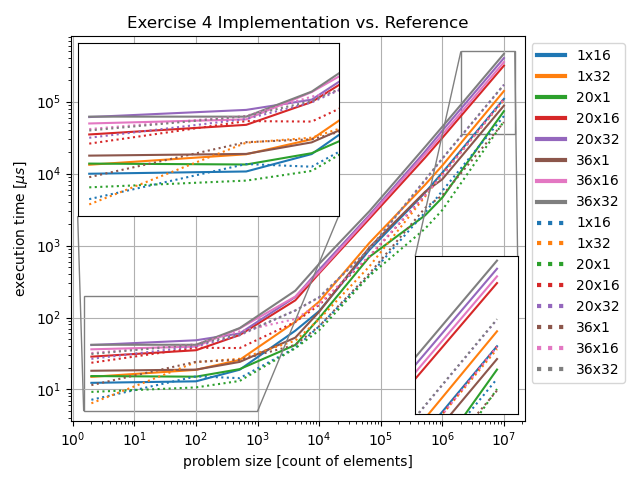 Exercise 4 Implementation vs. Reference
execution time [μs]
10⁵
10⁴
10³
10²
10¹
10⁰ 10¹ 10² 10³ 10⁴ 10⁵ 10⁶ 10⁷
problem size [count of elements]
1x16
1x32
20x1
20x16
20x32
36x1
36x16
36x32
1x16
1x32
20x1
20x16
20x32
36x1
36x16
36x32